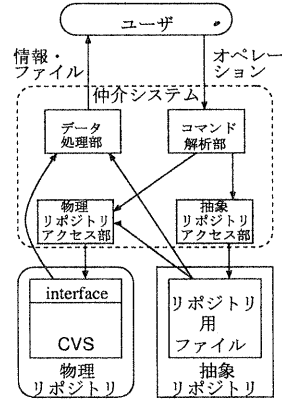 ユーザ
情報・
ファイル
オペレー
ション
仲介システム
データ
処理部
コマンド
解析部
物理
リポジトリ
アクセス部
抽象
リポジトリ
アクセス部
interface
CVS
リポジトリ
用
ファイル
物理
リポジトリ
抽象
リポジトリ